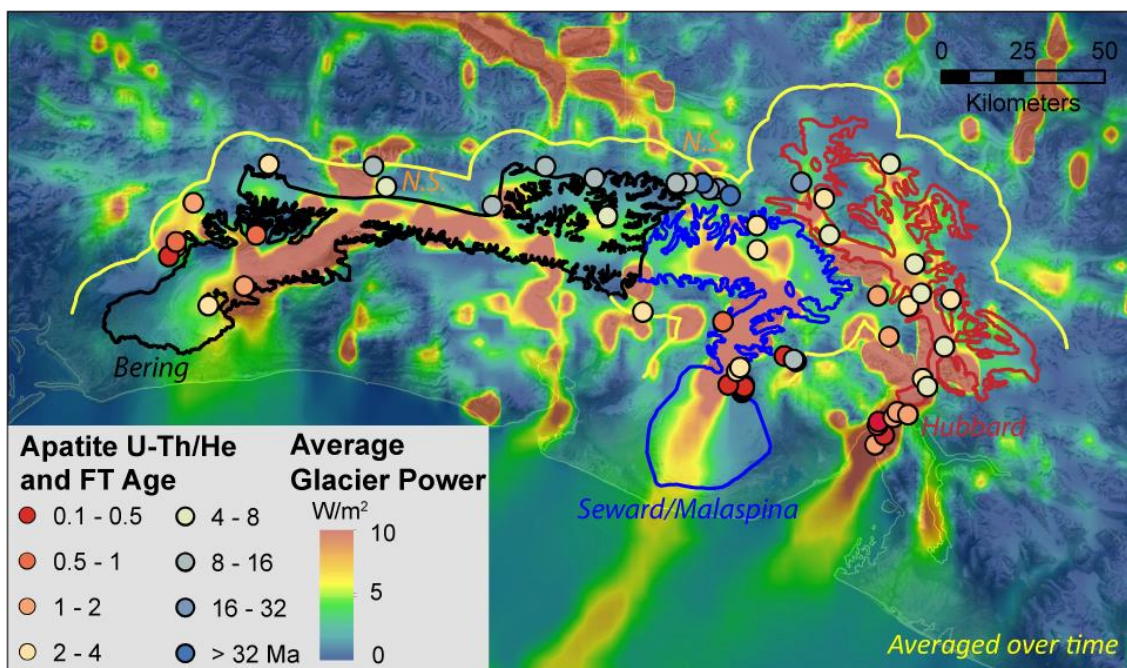 0 25 50
Kilometers
N.S.
N.S.
Bering
Hubbard
Seward/Malaspina
Apatite U-Th/He
and FT Age
0.1 - 0.5
0.5 - 1
1 - 2
2 - 4
4 - 8
8 - 16
16 - 32
> 32 Ma
Average
Glacier Power
W/m²
10
5
0
Averaged over time